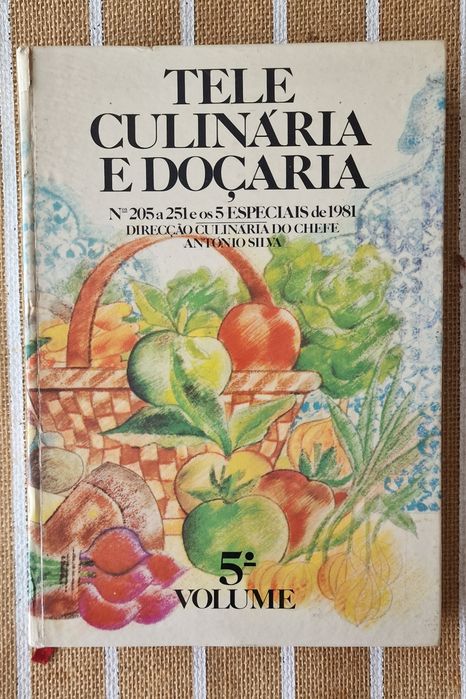 TELE
CULINÁRIA
E DOÇARIA
Nºs 205 a 251 e os 5 ESPECIAIS de 1981
DIRECÇÃO CULINÁRIA DO CHEFE
ANTÓNIO SILVA
5º
VOLUME